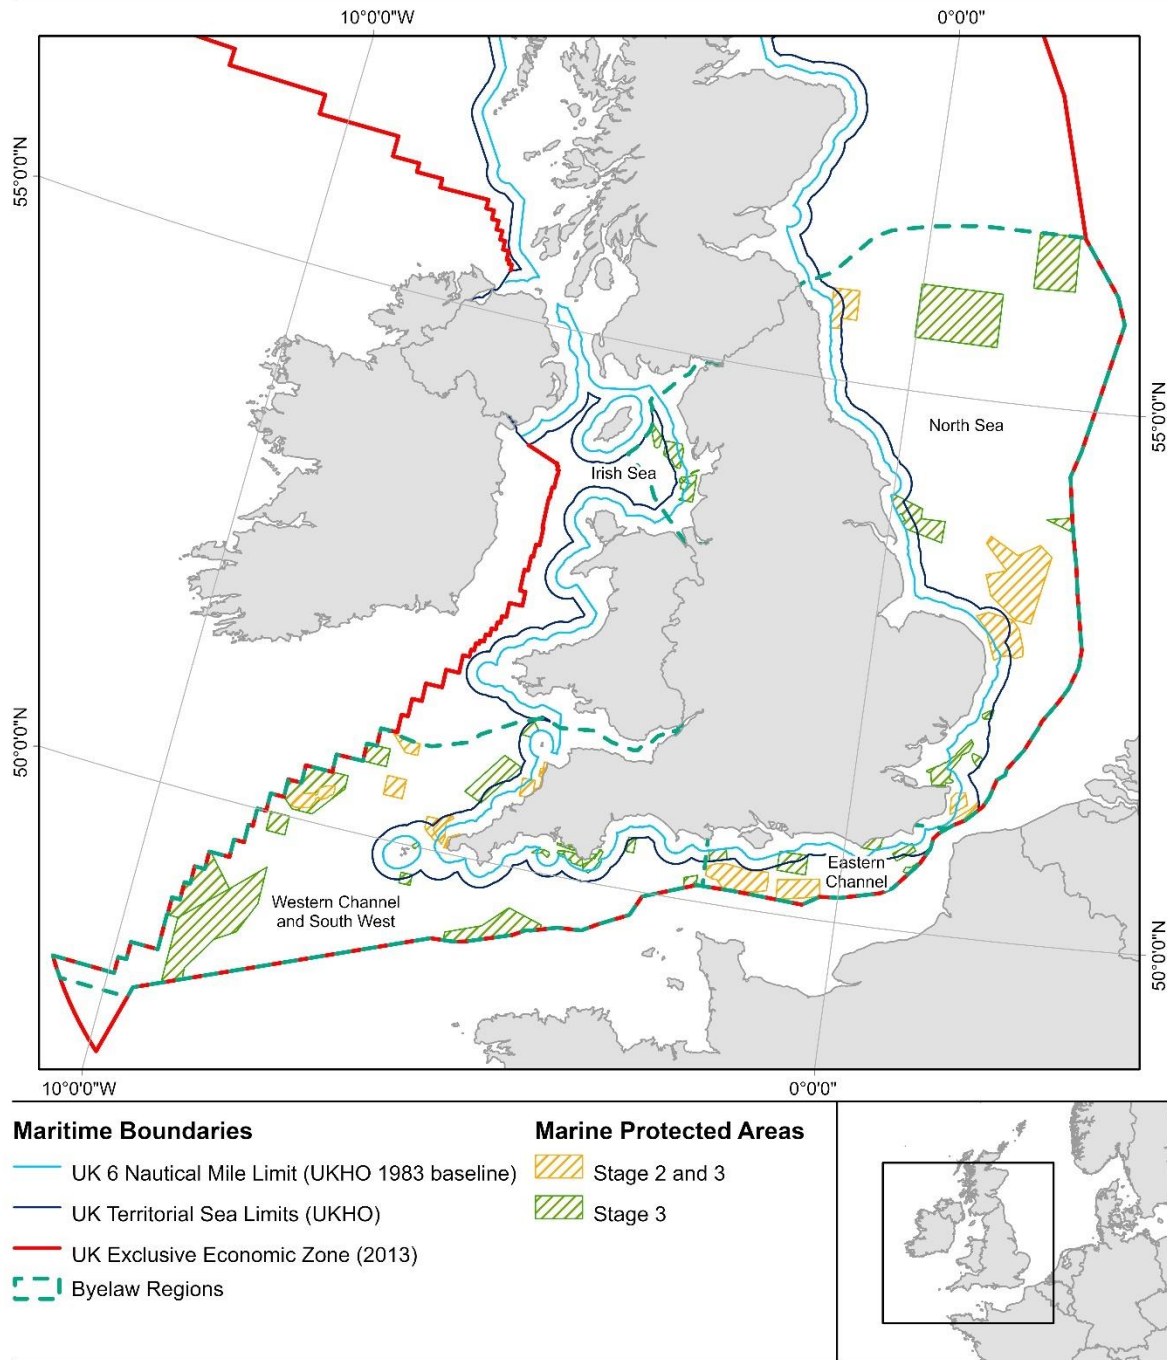 10°0'0"W
0°0'0"
55°0'0"N
55°0'0"N
North Sea
Irish Sea
50°0'0"N
Eastern
Channel
Western Channel
and South West
50°0'0"N
10°0'0"W
0°0'0"
Maritime Boundaries
UK 6 Nautical Mile Limit (UKHO 1983 baseline)
UK Territorial Sea Limits (UKHO)
UK Exclusive Economic Zone (2013)
Byelaw Regions
Marine Protected Areas
Stage 2 and 3
Stage 3